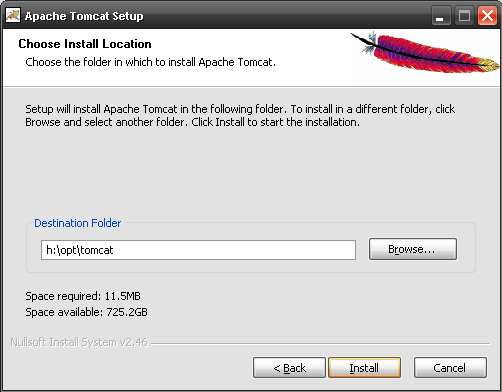 Apache Tomcat Setup
Choose Install Location
Choose the folder in which to install Apache Tomcat.
Setup will install Apache Tomcat in the following folder. To install in a different folder, click
Browse and select another folder. Click Install to start the installation.
Destination Folder
h:\opt\tomcat
Browse...
Space required: 11.5MB
Space available: 725.2GB
Nullsoft Install System v2.46
< Back
Install
Cancel